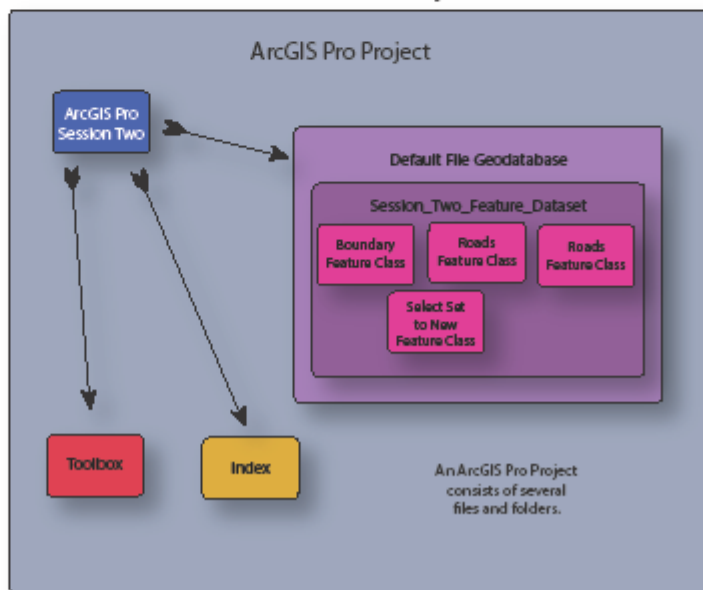 ArcGIS Pro Project
ArcGIS Pro
Session Two
Default File Geodatabase
Session_Two_Feature_Dataset
Boundary
Feature Class
Roads
Feature Class
Roads
Feature Class
Select Set
to New
Feature Class
Toolbox
Index
An ArcGIS Pro Project
consists of several
files and folders.